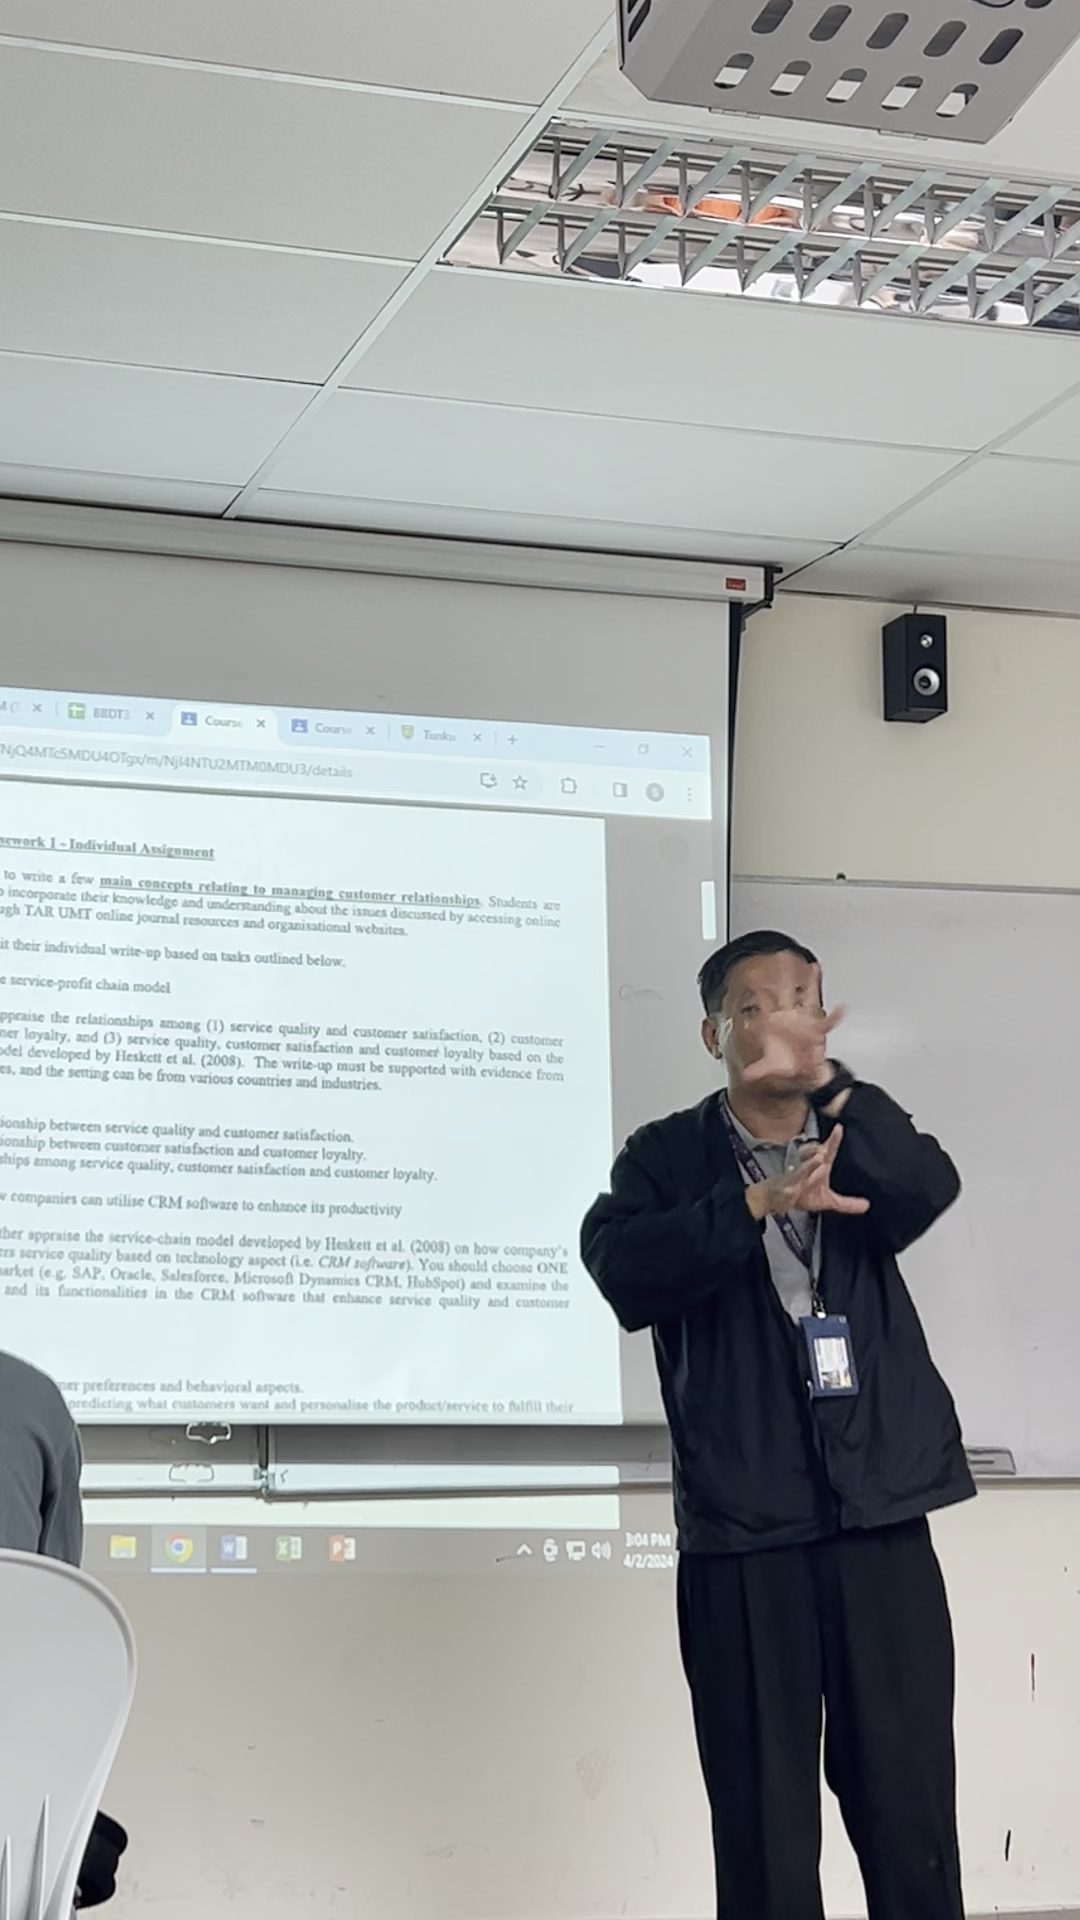 BBDT3
Course
Course
Tunku
NjQ4MTc5MDU4OTgx/m/NjI4NTU2MTM0MDU3/details
sework 1 - Individual Assignment
to write a few main concepts relating to managing customer relationships. Students are
incorporate their knowledge and understanding about the issues discussed by accessing online
ugh TAR UMT online journal resources and organisational websites.
it their individual write-up based on tasks outlined below.
e service-profit chain model
ppraise the relationships among (1) service quality and customer satisfaction, (2) customer
mer loyalty, and (3) service quality, customer satisfaction and customer loyalty based on the
odel developed by Heskett et al. (2008). The write-up must be supported with evidence from
es, and the setting can be from various countries and industries.
ionship between service quality and customer satisfaction.
ionship between customer satisfaction and customer loyalty.
ships among service quality, customer satisfaction and customer loyalty.
w companies can utilise CRM software to enhance its productivity
ther appraise the service-chain model developed by Heskett et al. (2008) on how company's
ers service quality based on technology aspect (i.e. CRM software). You should choose ONE
arket (e.g. SAP, Oracle, Salesforce, Microsoft Dynamics CRM, HubSpot) and examine the
and its functionalities in the CRM software that enhance service quality and customer
mer preferences and behavioral aspects.
predicting what customers want and personalise the product/service to fulfill their
3:04 PM
4/2/2024